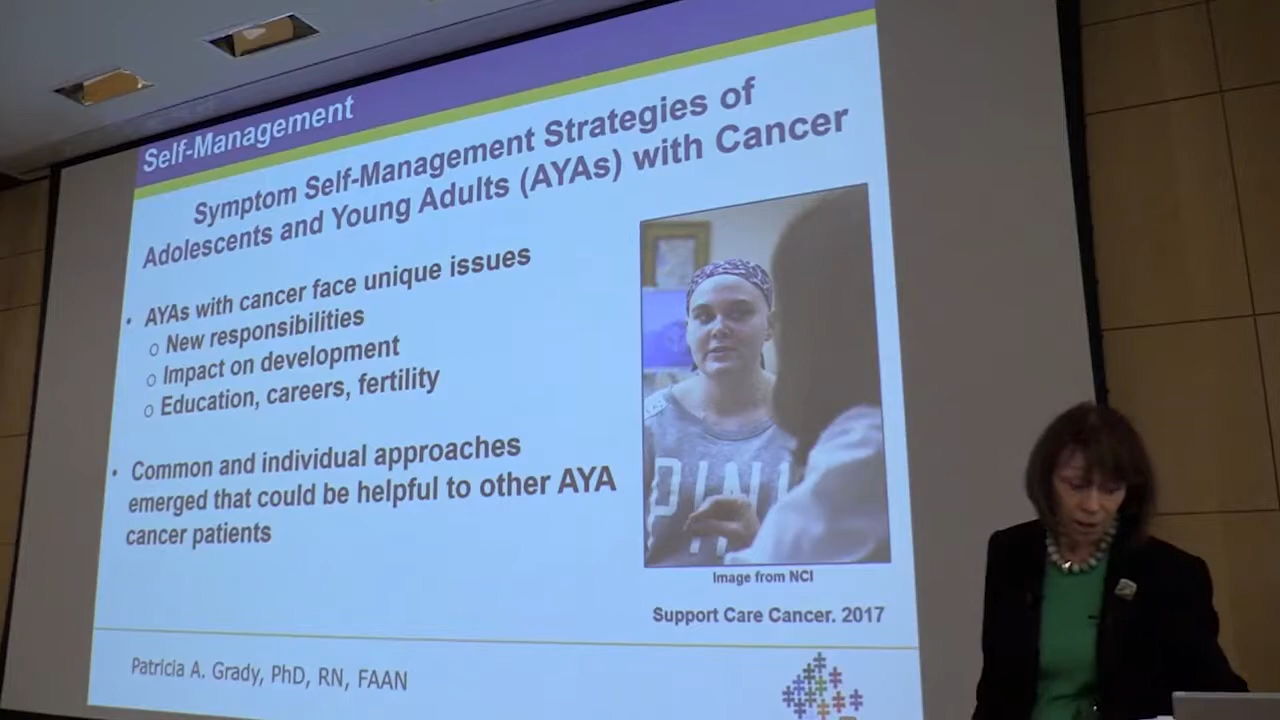 Self-Management
Symptom Self-Management Strategies of
Adolescents and Young Adults (AYAs) with Cancer
• AYAs with cancer face unique issues
o New responsibilities
o Impact on development
o Education, careers, fertility
• Common and individual approaches
emerged that could be helpful to other AYA
cancer patients
PINK
Image from NCI
Support Care Cancer. 2017
Patricia A. Grady, PhD, RN, FAAN